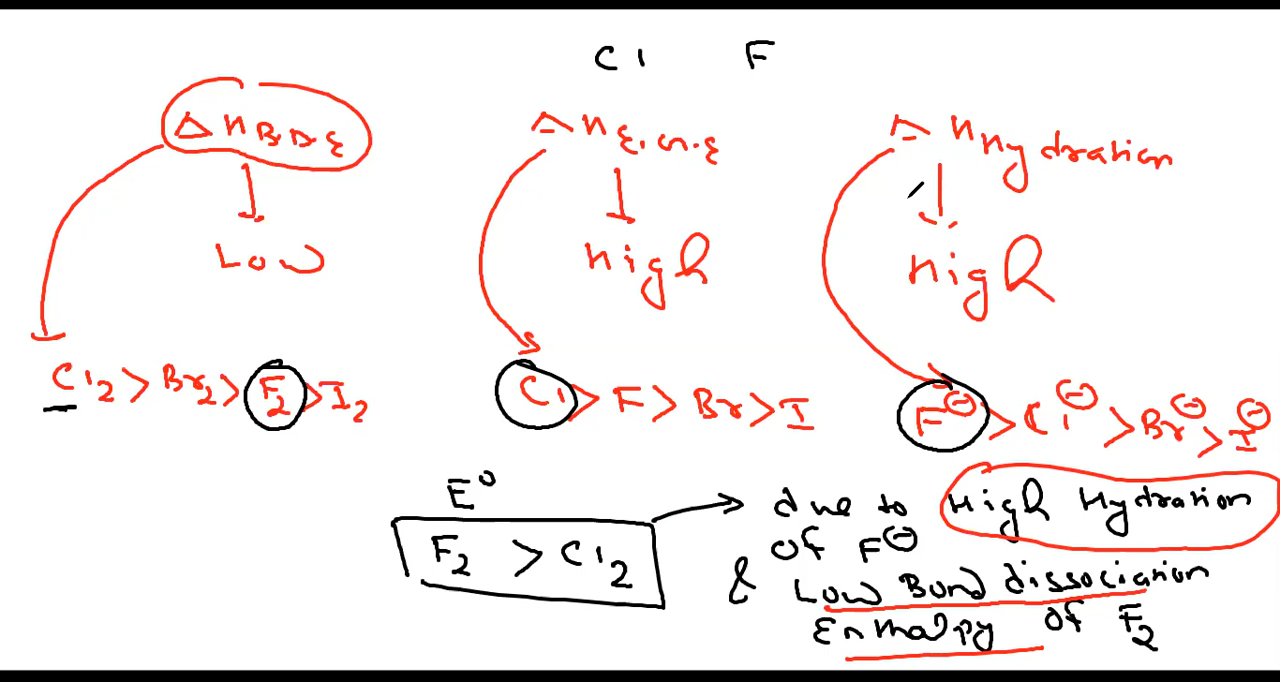 Cl F
ΔH B.D.E ΔH E.G.E ΔH Hydration
Low High High
Cl2 > Br2 > F2 > I2 Cl > F > Br > I F⊖ > Cl⊖ > Br⊖ > I⊖
E° due to High Hydration
F2 > Cl2 of F⊖
& Low Bond dissociation
Enthalpy of F2